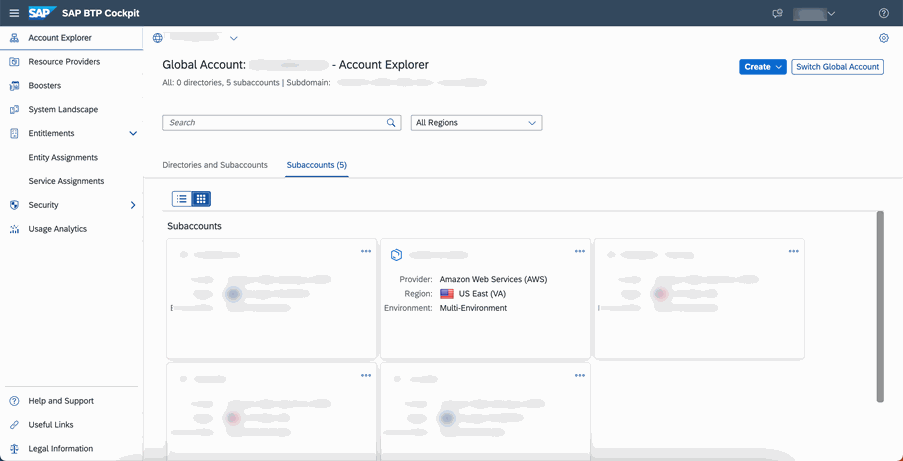 SAP SAP BTP Cockpit
Account Explorer
Resource Providers
Boosters
System Landscape
Entitlements
Entity Assignments
Service Assignments
Security
Usage Analytics
Help and Support
Useful Links
Legal Information
Global Account: - Account Explorer
Create
Switch Global Account
All: 0 directories, 5 subaccounts | Subdomain:
Search
All Regions
Directories and Subaccounts
Subaccounts (5)
Subaccounts
Provider: Amazon Web Services (AWS)
Region: US East (VA)
Environment: Multi-Environment